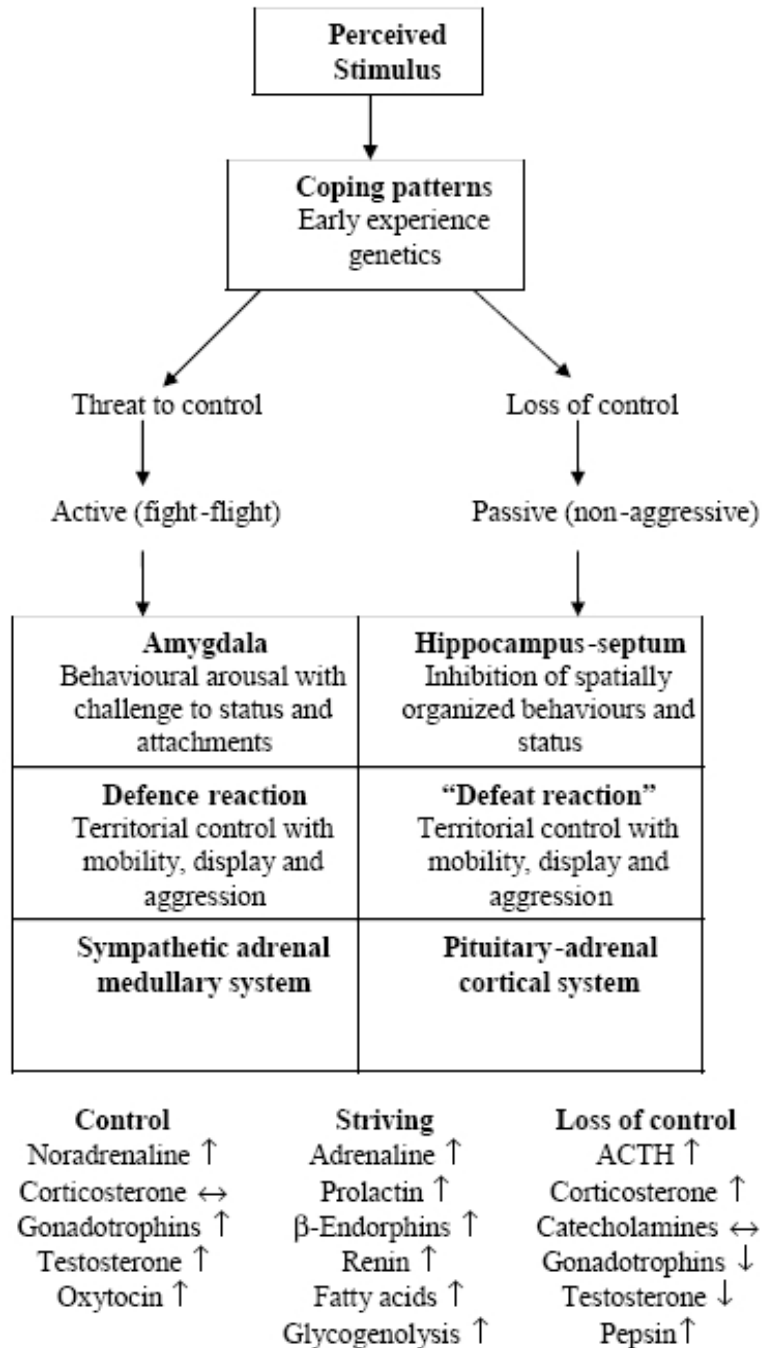 Perceived
Stimulus
Coping patterns
Early experience
genetics
Threat to control
Loss of control
Active (fight-flight)
Passive (non-aggressive)
Amygdala
Behavioural arousal with
challenge to status and
attachments
Hippocampus-septum
Inhibition of spatially
organized behaviours and
status
Defence reaction
Territorial control with
mobility, display and
aggression
“Defeat reaction”
Territorial control with
mobility, display and
aggression
Sympathetic adrenal
medullary system
Pituitary-adrenal
cortical system
Control
Noradrenaline ↑
Corticosterone ↔
Gonadotrophins ↑
Testosterone ↑
Oxytocin ↑
Striving
Adrenaline ↑
Prolactin ↑
β-Endorphins ↑
Renin ↑
Fatty acids ↑
Glycogenolysis ↑
Loss of control
ACTH ↑
Corticosterone ↑
Catecholamines ↔
Gonadotrophins ↓
Testosterone ↓
Pepsin↑